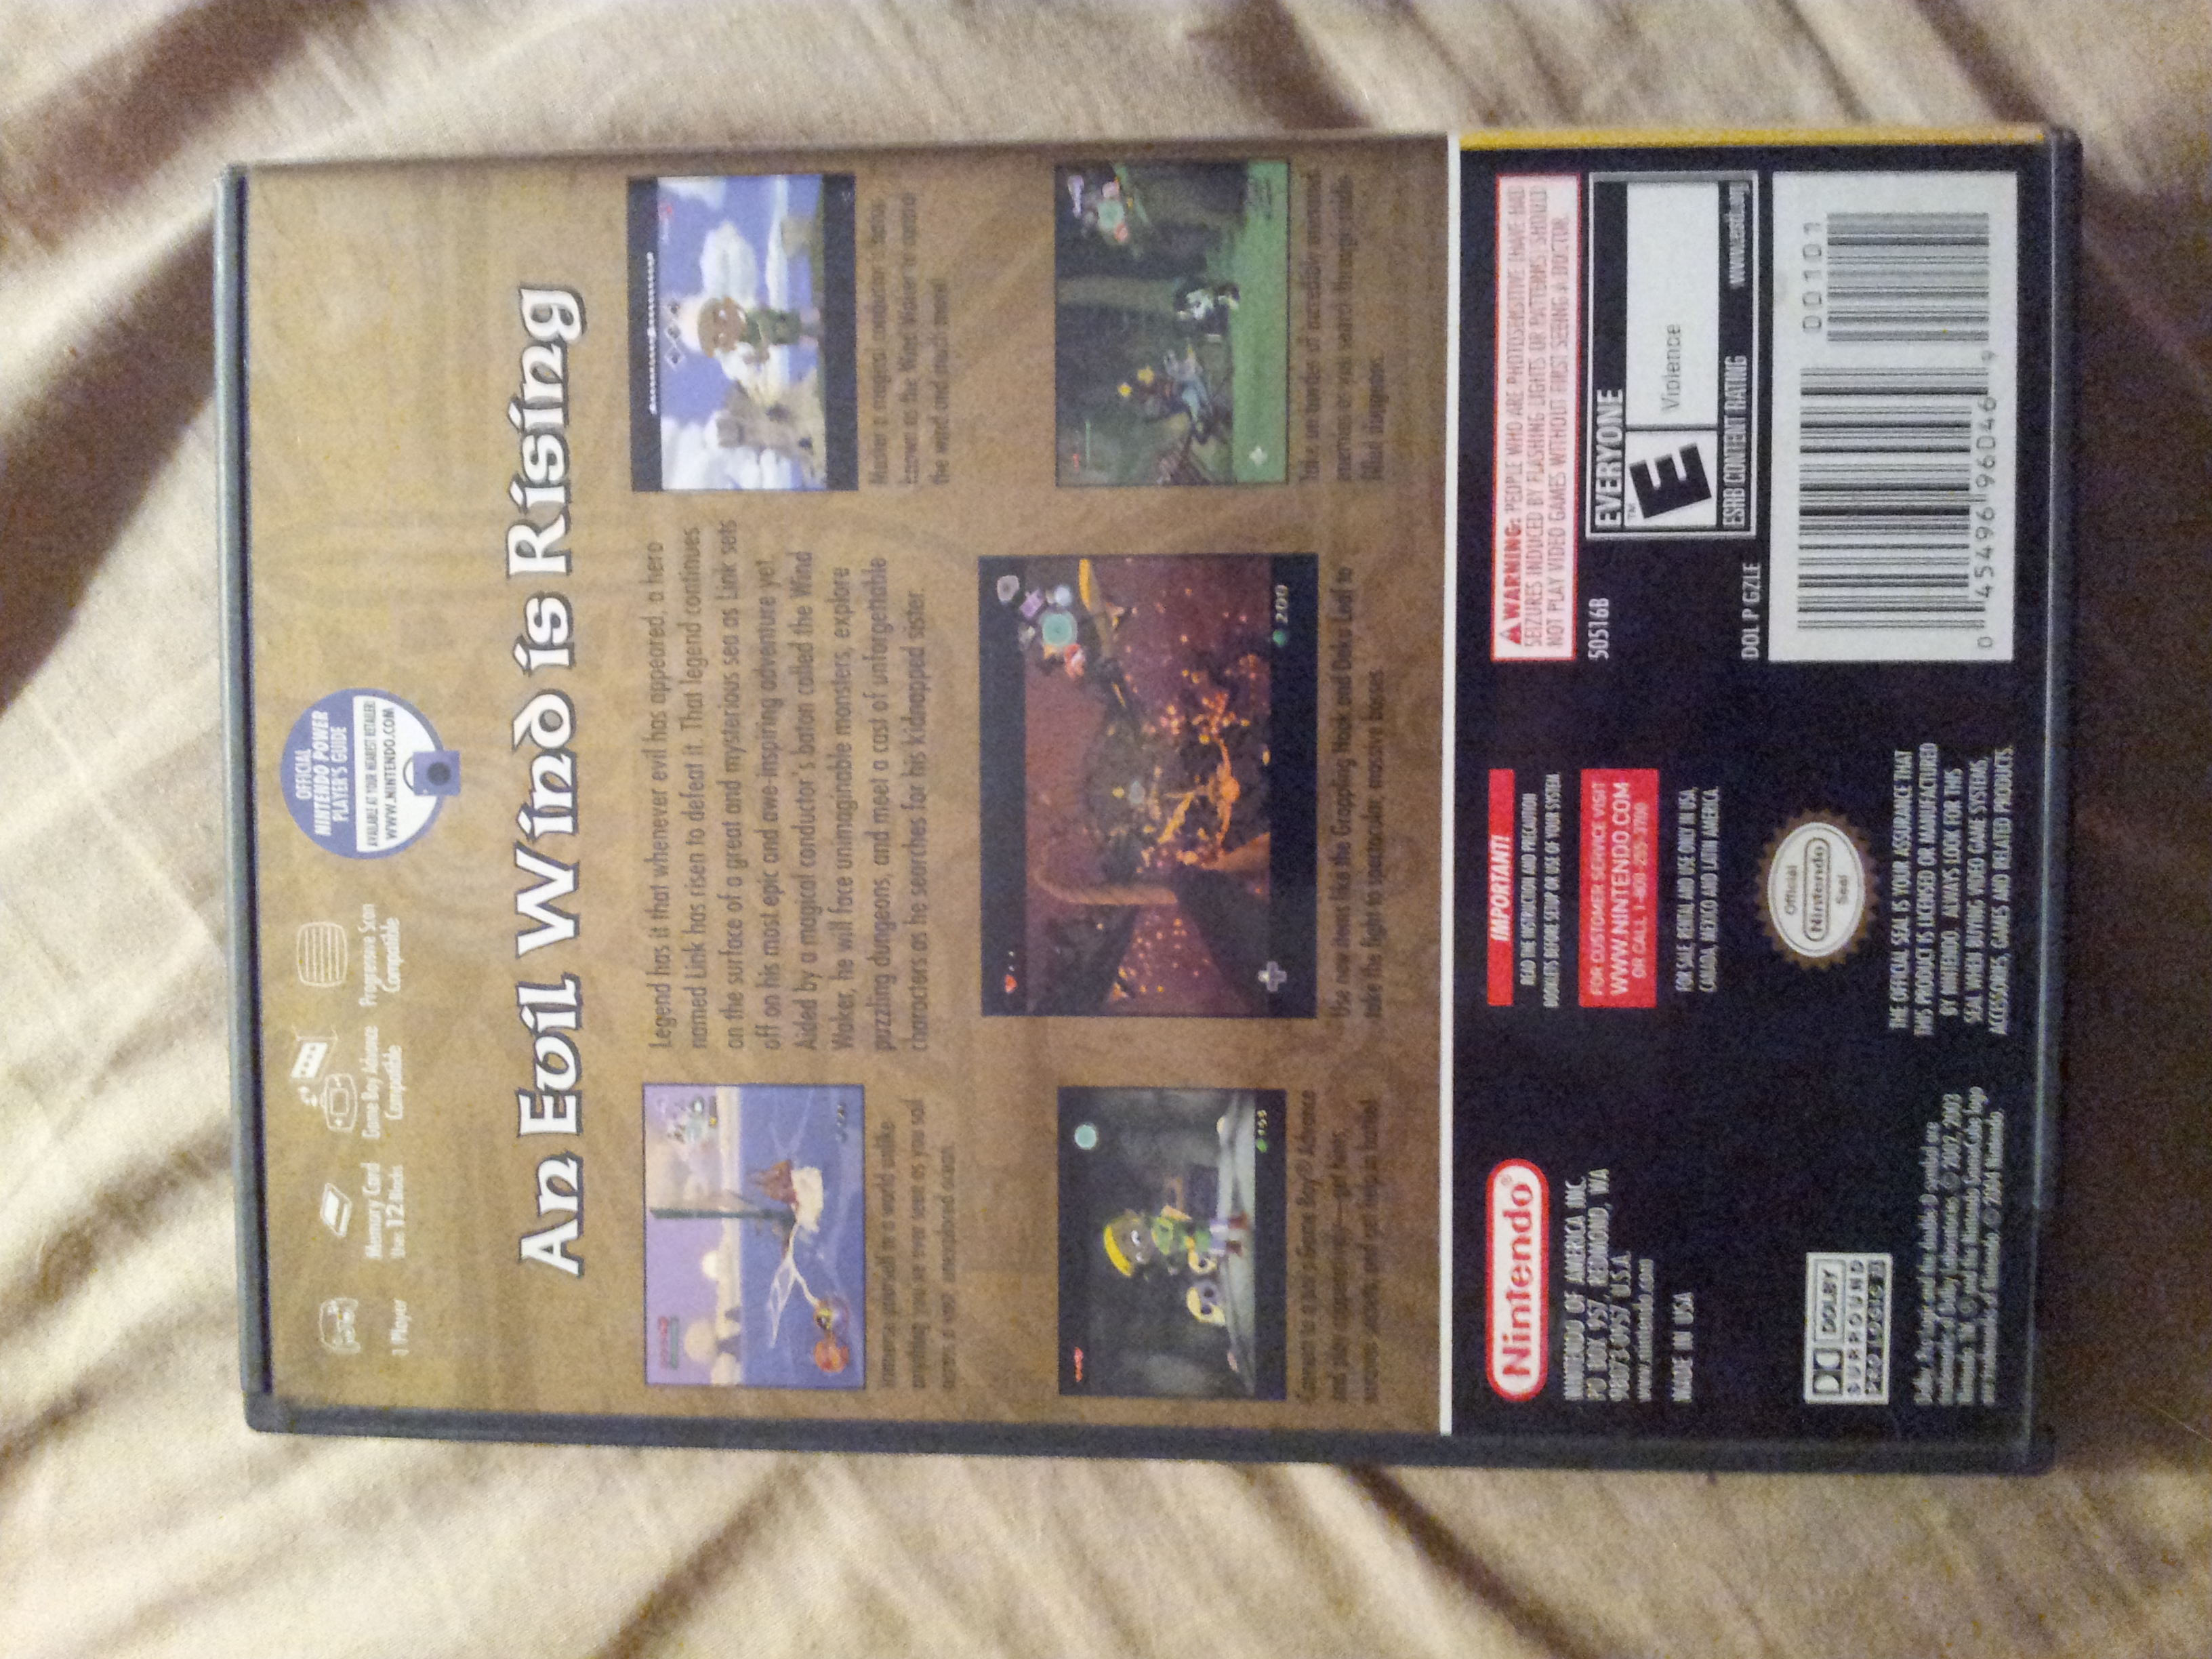 OFFICIAL
NINTENDO POWER
PLAYER'S GUIDE
AVAILABLE AT YOUR NEAREST RETAILER!
WWW.NINTENDO.COM
1 Player
Memory Card
Uses 12 Blocks
Game Boy Advance
Compatible
Progressive Scan
Compatible
An Evil Wind is Rising
Legend has it that whenever evil has appeared, a hero
named Link has risen to defeat it. That legend continues
on the surface of a great and mysterious sea as Link sets
off on his most epic and awe-inspiring adventure yet.
Aided by a magical conductor's baton called the Wind
Waker, he will face unimaginable monsters, explore
puzzling dungeons, and meet a cast of unforgettable
characters as he searches for his kidnapped sister.
Immerse yourself in a world unlike
anything you've ever seen as you sail
across a vast, unexplored ocean.
Master a magical conductor's baton
known as the Wind Waker to control
the wind and much more!
200
Connect to a pal's Game Boy® Advance
and play cooperatively—get hints,
uncover secrets, and get help in battle!
Use new items like the Grappling Hook and Deku Leaf to
take the fight to spectacular, massive bosses.
Take on hordes of incredibly animated
enemies as you search through
filled dungeons.
Nintendo®
NINTENDO OF AMERICA INC.
PO BOX 957, REDMOND, WA
98073-0957 U.S.A.
www.nintendo.com
MADE IN USA
IMPORTANT!
READ THE INSTRUCTION AND PRECAUTION
BOOKLETS BEFORE SETUP OR USE OF YOUR SYSTEM.
FOR CUSTOMER SERVICE VISIT
WWW.NINTENDO.COM
OR CALL 1-800-255-3700
FOR SALE, RENTAL AND USE ONLY IN USA,
CANADA, MEXICO AND LATIN AMERICA.
WARNING: PEOPLE WHO ARE PHOTOSENSITIVE (HAVE HAD
SEIZURES INDUCED BY FLASHING LIGHTS OR PATTERNS) SHOULD
NOT PLAY VIDEO GAMES WITHOUT FIRST SEEING A DOCTOR.
50516B
EVERYONE
E
TM
Violence
ESRB CONTENT RATING
www.esrb.org
DOL P GZLE
DOLBY
SURROUND
PRO LOGIC II
Dolby, Pro Logic and the double-D symbol are
trademarks of Dolby Laboratories. © 2002, 2003
Nintendo. TM, ® and the Nintendo GameCube logo
are trademarks of Nintendo. © 2004 Nintendo.
Official
Nintendo
Seal
THE OFFICIAL SEAL IS YOUR ASSURANCE THAT
THIS PRODUCT IS LICENSED OR MANUFACTURED
BY NINTENDO. ALWAYS LOOK FOR THIS
SEAL WHEN BUYING VIDEO GAME SYSTEMS,
ACCESSORIES, GAMES AND RELATED PRODUCTS.
00101
0 45496 96046 9